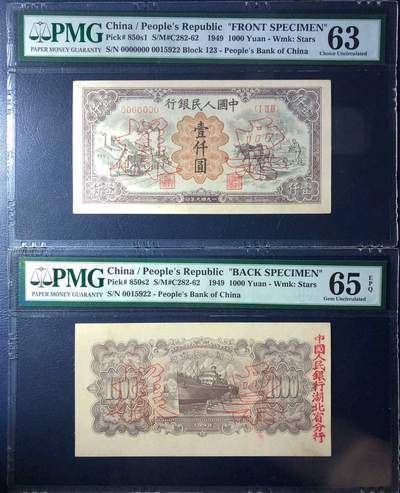 PMG
PAPER MONEY GUARANTY
China / People's Republic "FRONT SPECIMEN"
Pick# 850s1 S/M#C282-62 1949 1000 Yuan - Wmk: Stars
S/N 0000000 0015922 Block 123 - People's Bank of China
63
Choice Uncirculated
行銀民人國中
0000000
圓仟壹
PMG
PAPER MONEY GUARANTY
China / People's Republic "BACK SPECIMEN"
Pick# 850s2 S/M#C282-62 1949 1000 Yuan - Wmk: Stars
S/N 0015922 - People's Bank of China
65
EPQ
Gem Uncirculated
1000
1000
中國人民銀行湖北省分行